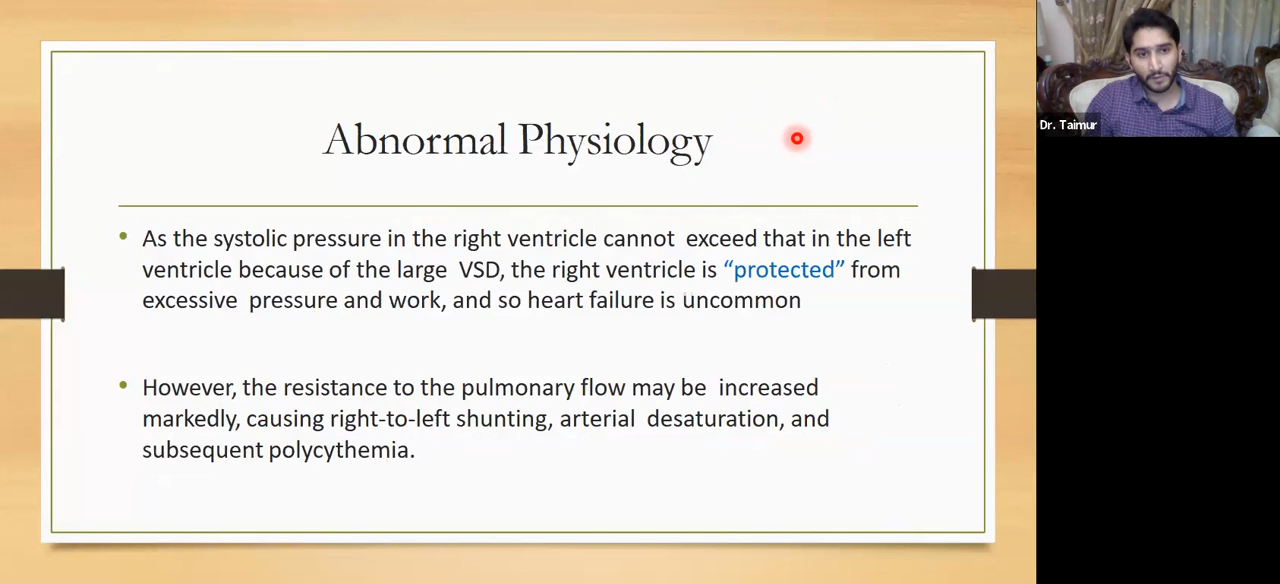 Abnormal Physiology
Dr. Taimur
• As the systolic pressure in the right ventricle cannot exceed that in the left
ventricle because of the large VSD, the right ventricle is “protected” from
excessive pressure and work, and so heart failure is uncommon
• However, the resistance to the pulmonary flow may be increased
markedly, causing right-to-left shunting, arterial desaturation, and
subsequent polycythemia.